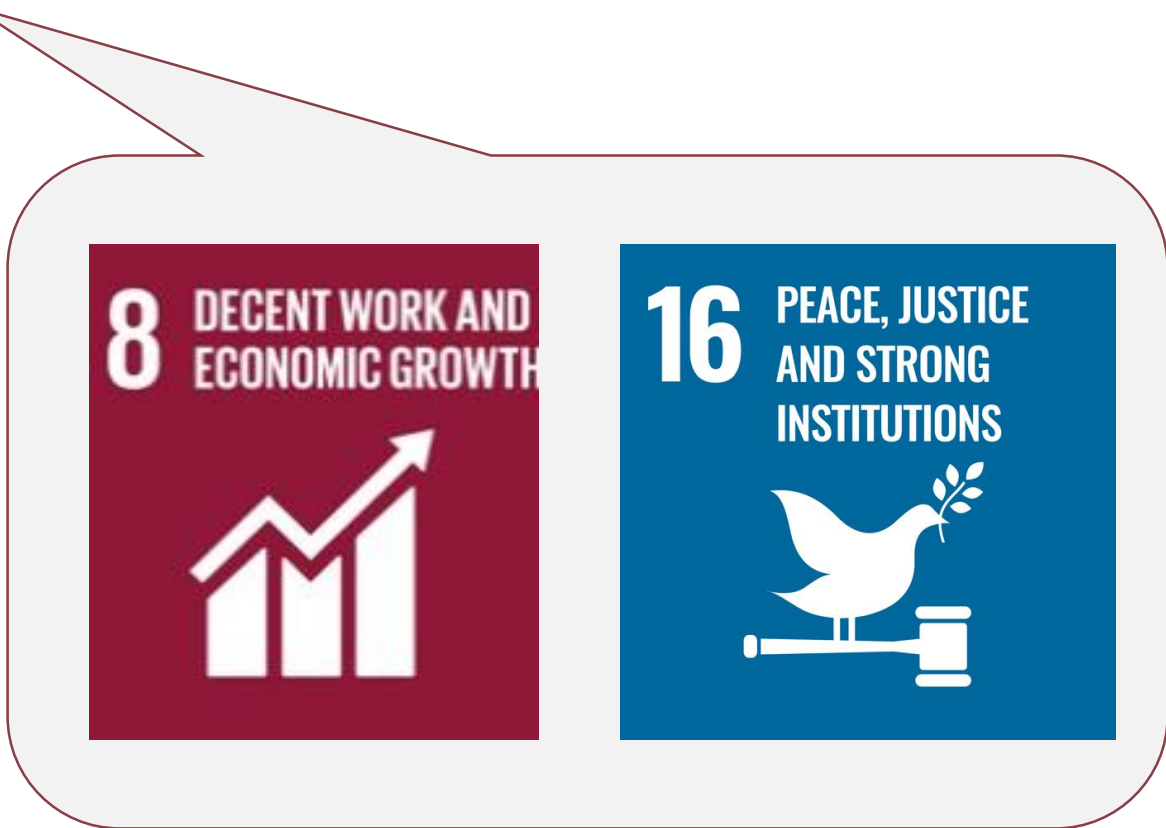 8
DECENT WORK AND
ECONOMIC GROWTH
16
PEACE, JUSTICE
AND STRONG
INSTITUTIONS